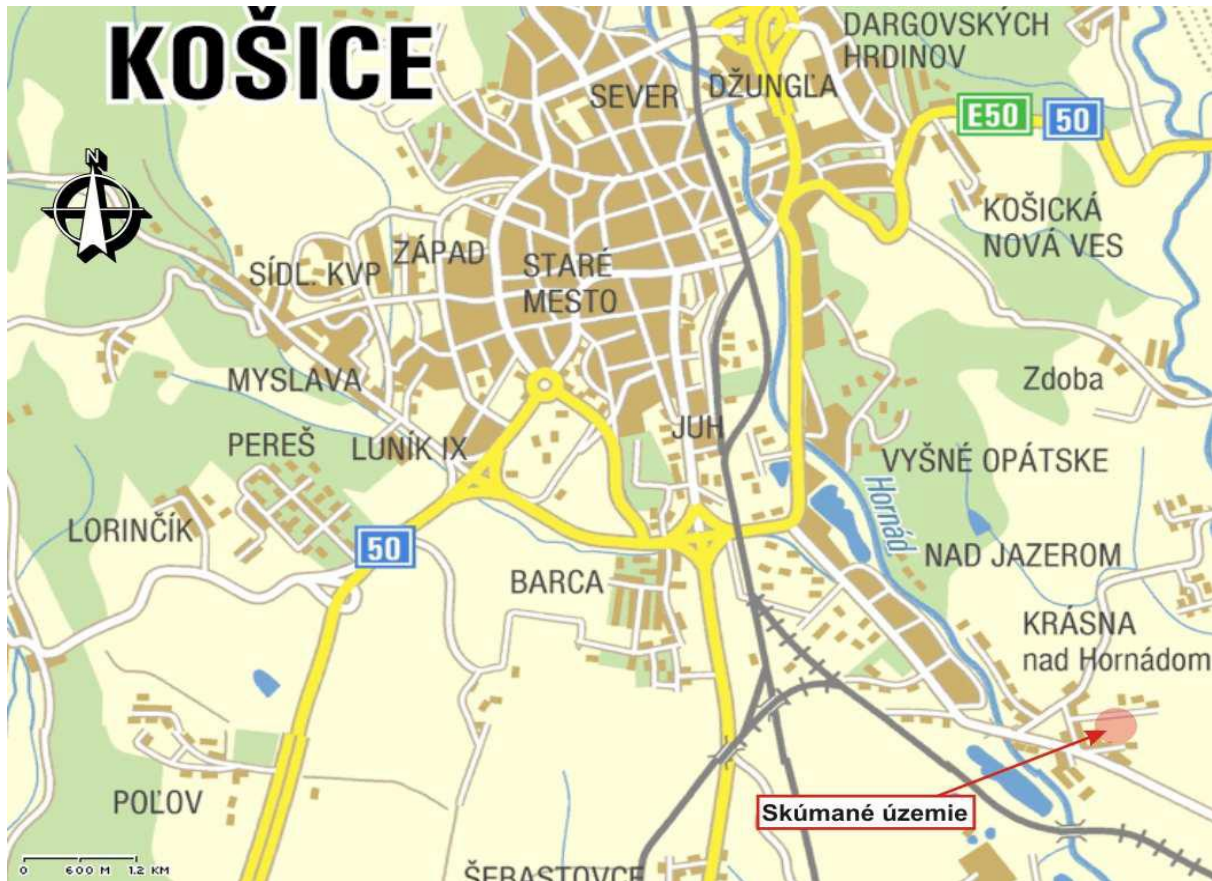 KOŠICE
DARGOVSKÝCH
HRDINOV
SEVER
DŽUNGĽA
E50
50
N
KOŠICKÁ
NOVÁ VES
ZÁPAD
STARÉ
MESTO
SÍDL. KVP
MYSLAVA
Zdoba
PEREŠ
LUNÍK IX
JUH
VYŠNÉ OPÁTSKE
Hornád
LORINČÍK
50
NAD JAZEROM
BARCA
KRÁSNA
nad Hornádom
POĽOV
Skúmané územie
0 600 M 1.2 KM
ŠEBASTOVCE